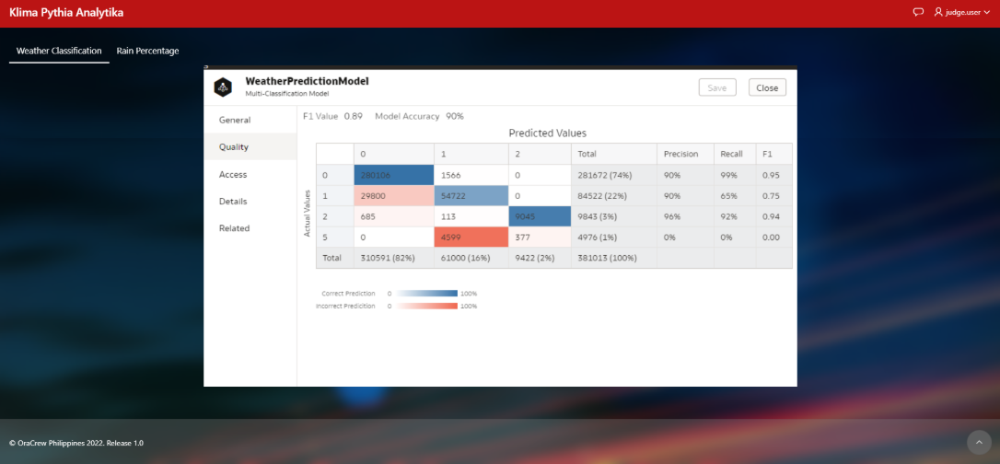 Klima Pythia Analytika
judge.user
Weather Classification Rain Percentage
WeatherPredictionModel
Multi-Classification Model
Save Close
General
Quality
Access
Details
Related
F1 Value 0.89 Model Accuracy 90%
Predicted Values
0 1 2 Total Precision Recall F1
Actual Values
0 280106 1566 0 281672 (74%) 90% 99% 0.95
1 29800 54722 0 84522 (22%) 90% 65% 0.75
2 685 113 9045 9843 (3%) 96% 92% 0.94
5 0 4599 377 4976 (1%) 0% 0% 0.00
Total 310591 (82%) 61000 (16%) 9422 (2%) 381013 (100%)
Correct Prediction 0 100%
Incorrect Predicition 0 100%
© OraCrew Philippines 2022. Release 1.0